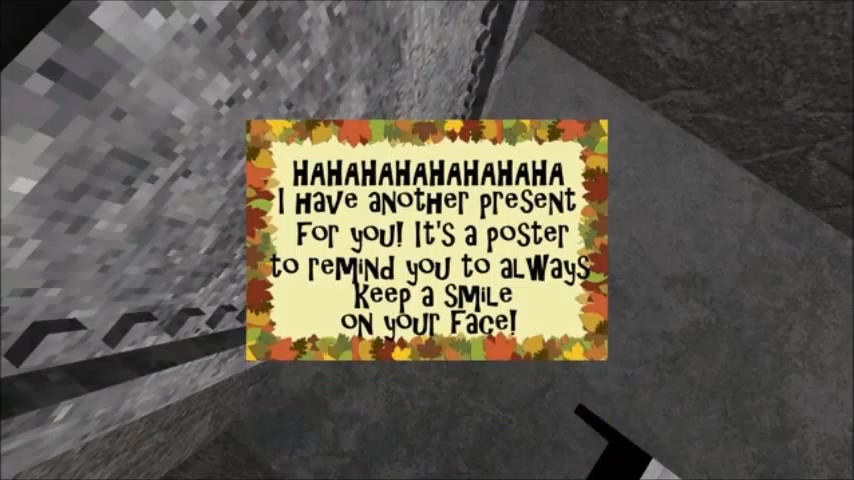 HAHAHAHAHAHAHAHA
I Have aNotHer preSent
For you! It's a poSter
to reMiNd you to aLWays
Keep a SMiLe
oN your Face!